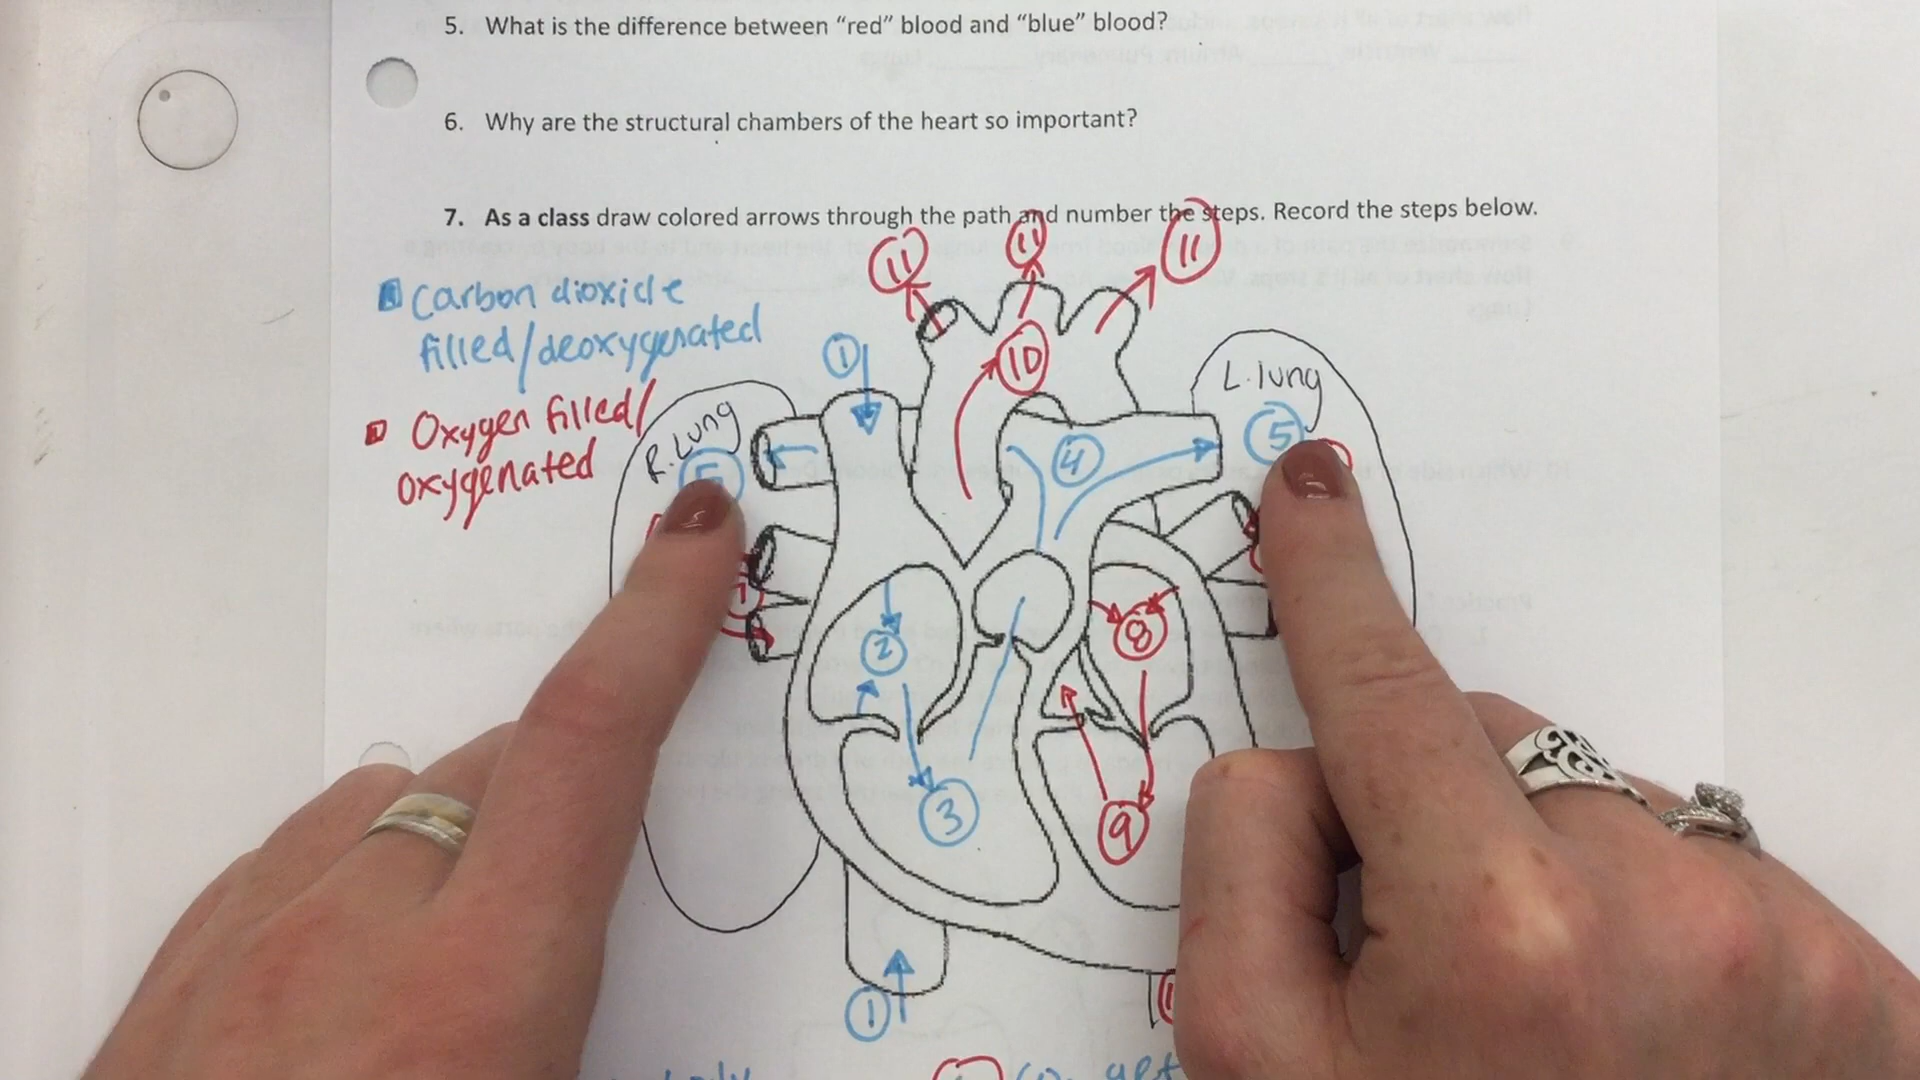 5. What is the difference between “red” blood and “blue” blood?
6. Why are the structural chambers of the heart so important?
7. As a class draw colored arrows through the path and number the steps. Record the steps below.
Carbon dioxide
filled/deoxygenated
Oxygen filled/
oxygenated
11
11
11
1
10
L. lung
R. Lung
4
5
5
2
8
3
9
1
get